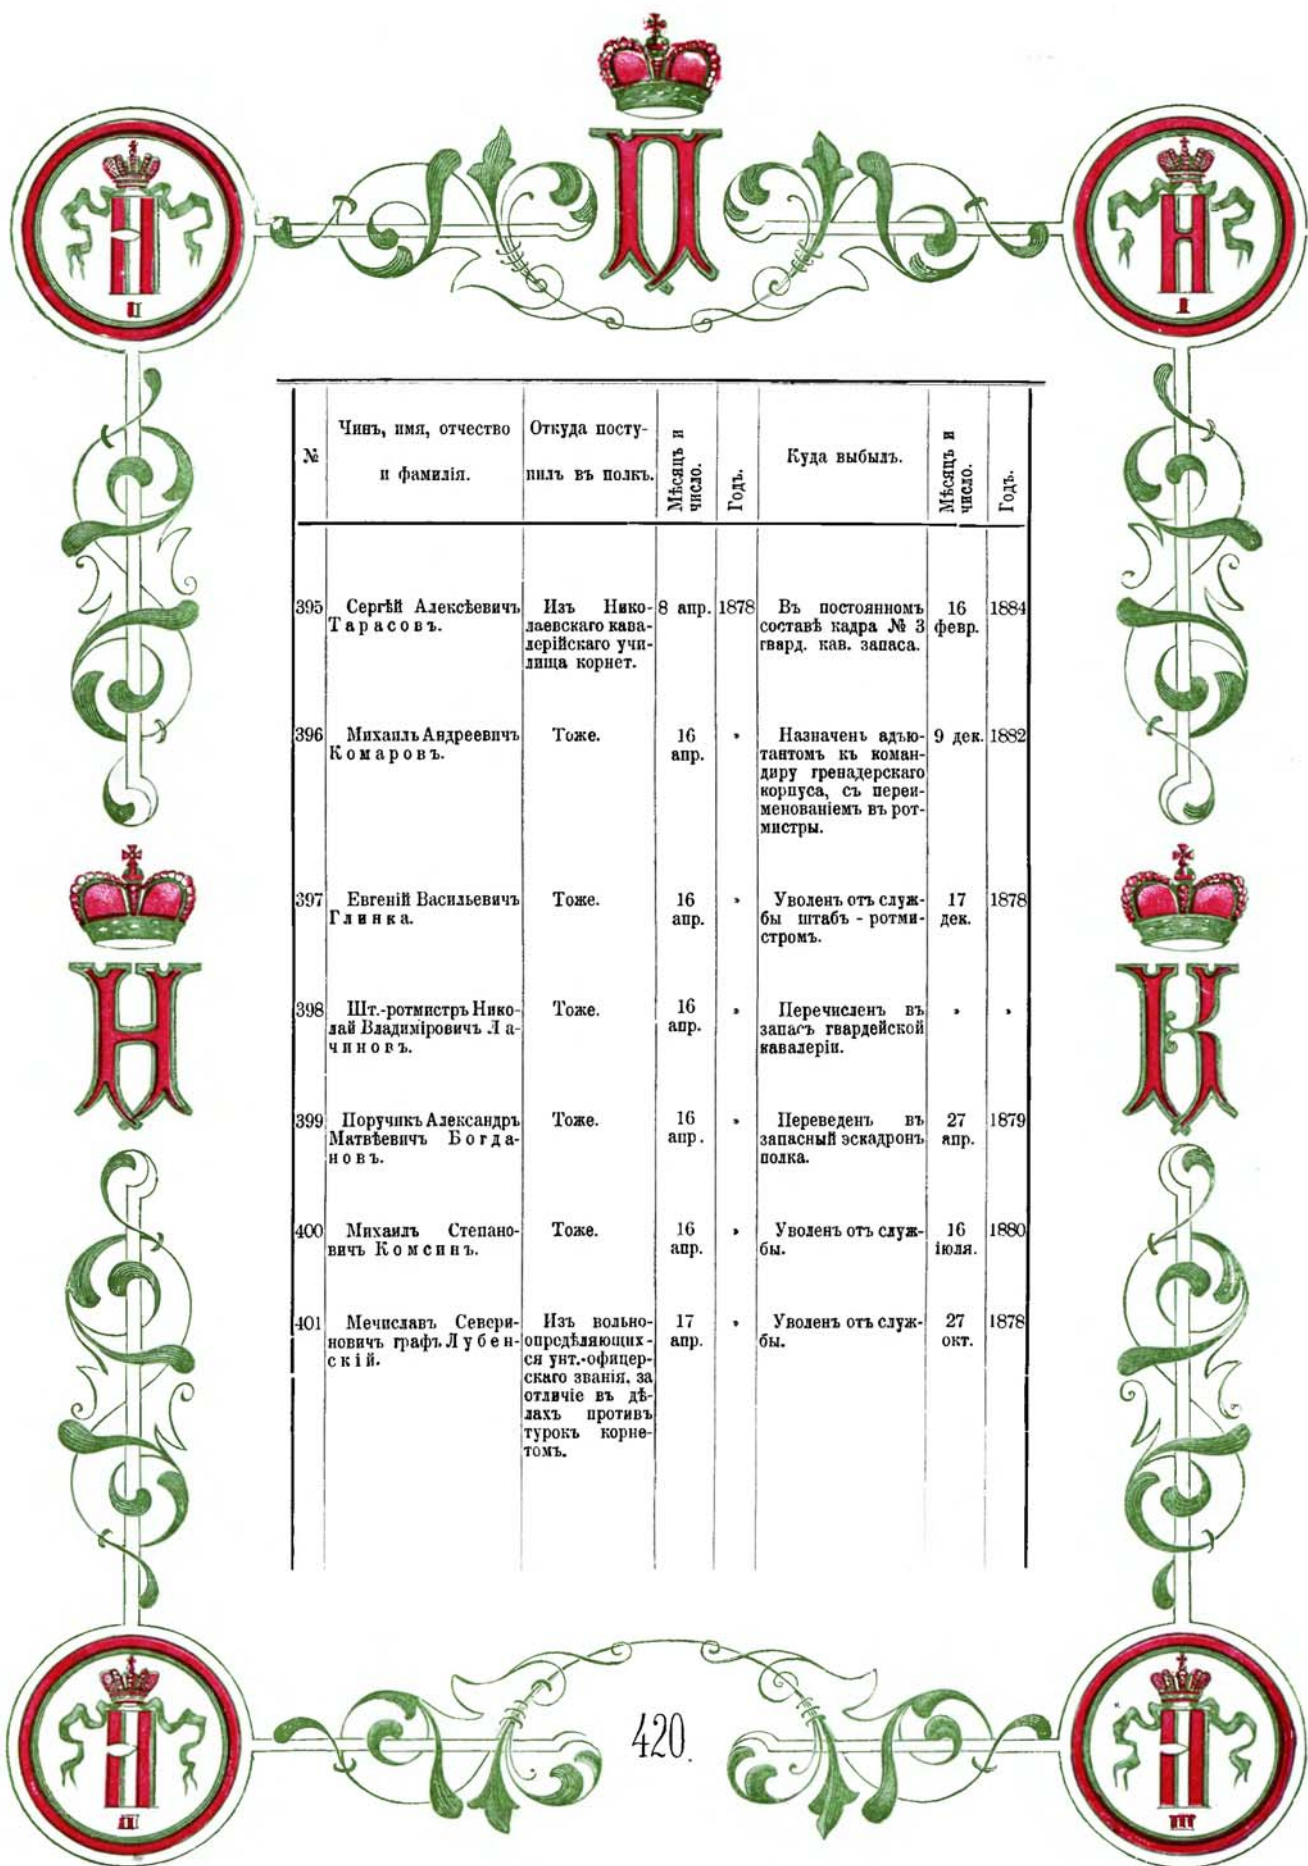 П
II
I
№
Чинъ, имя, отчество
и фамилія.
Откуда посту-
пилъ въ полкъ.
Мѣсяцъ и
число.
Годъ.
Куда выбылъ.
Мѣсяцъ и
число.
Годъ.
395
Сергѣй Алексѣевичъ
Тарасовъ.
Изъ Нико-
лаевскаго кава-
лерійскаго учи-
лища корнет.
8 апр.
1878
Въ постоянномъ
составѣ кадра № 3
гвард. кав. запаса.
16
февр.
1884
396
Михаилъ Андреевичъ
Комаровъ.
Тоже.
16
апр.
"
Назначенъ адъю-
тантомъ къ коман-
диру гренадерскаго
корпуса, съ переи-
менованіемъ въ рот-
мистры.
9 дек.
1882
397
Евгеній Васильевичъ
Глинка.
Тоже.
16
апр.
"
Уволенъ отъ служ-
бы штабъ - ротми-
стромъ.
17
дек.
1878
398
Шт.-ротмистръ Нико-
лай Владиміровичъ Ла-
чиновъ.
Тоже.
16
апр.
"
Перечисленъ въ
запасъ гвардейской
кавалеріи.
"
"
399
Поручикъ Александръ
Матвѣевичъ Богда-
новъ.
Тоже.
16
апр.
"
Переведенъ въ
запасный эскадронъ
полка.
27
апр.
1879
400
Михаилъ Степано-
вичъ Комсинъ.
Тоже.
16
апр.
"
Уволенъ отъ служ-
бы.
16
іюля.
1880
401
Мечиславъ Севери-
новичъ графъ Лубен-
скій.
Изъ вольно-
опредѣляющих-
ся унт.-офицер-
скаго званія, за
отличіе въ дѣ-
лахъ противъ
турокъ корне-
томъ.
17
апр.
"
Уволенъ отъ служ-
бы.
27
окт.
1878
Н
К
420.
III